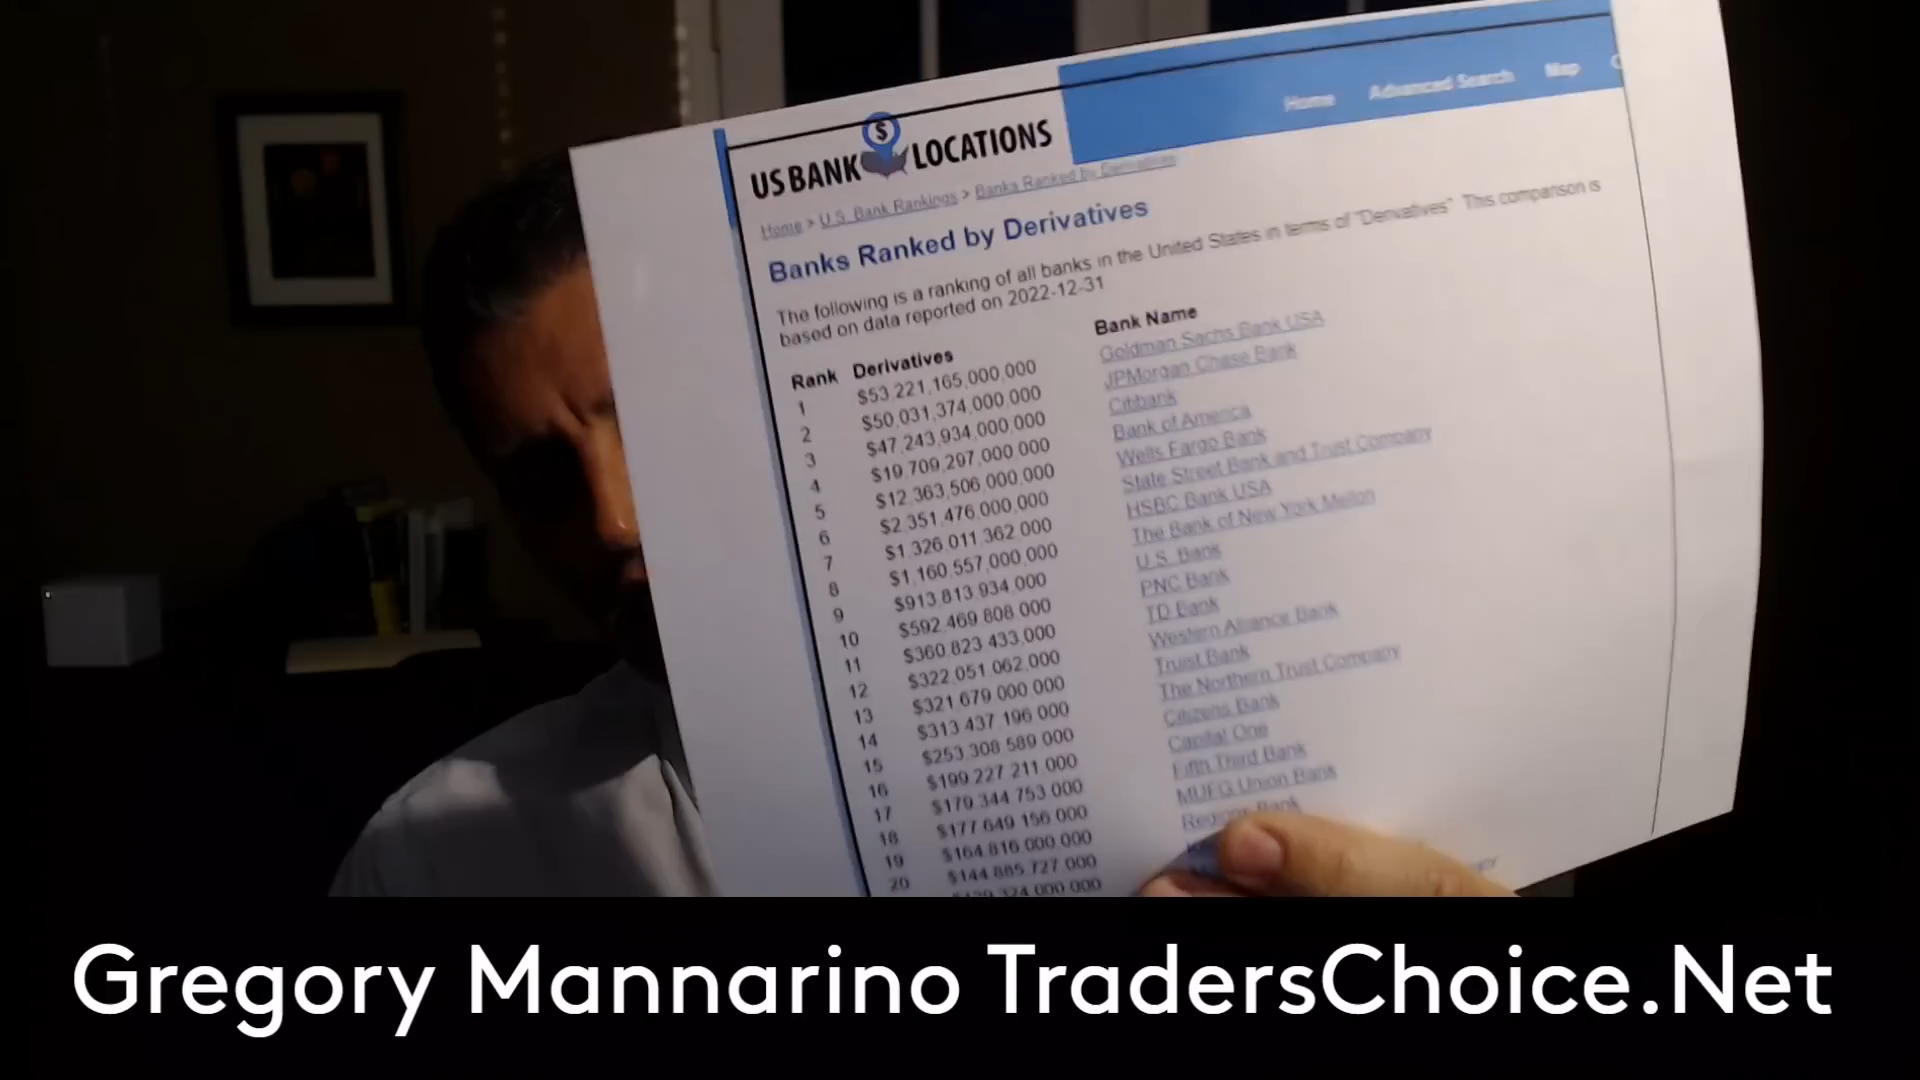 Home Advanced Search Map
US BANK LOCATIONS
Home > U.S. Bank Rankings > Banks Ranked by Derivatives
Banks Ranked by Derivatives
The following is a ranking of all banks in the United States in terms of "Derivatives" This comparison is
based on data reported on 2022-12-31
Rank Derivatives Bank Name
1 $53,221,165,000,000 Goldman Sachs Bank USA
2 $50,031,374,000,000 JPMorgan Chase Bank
3 $47,243,934,000,000 Citibank
4 $19,709,297,000,000 Bank of America
5 $12,363,506,000,000 Wells Fargo Bank
6 $2,351,476,000,000 State Street Bank and Trust Company
7 $1,326,011,362,000 HSBC Bank USA
8 $1,160,557,000,000 The Bank of New York Mellon
9 $913,813,934,000 U.S. Bank
10 $592,469,808,000 PNC Bank
11 $360,823,433,000 TD Bank
12 $322,051,062,000 Western Alliance Bank
13 $321,679,000,000 Truist Bank
14 $313,437,196,000 The Northern Trust Company
15 $253,308,589,000 Citizens Bank
16 $199,227,211,000 Capital One
17 $179,344,753,000 Fifth Third Bank
18 $177,649,156,000 MUFG Union Bank
19 $164,816,000,000 Regions Bank
20 $144,885,727,000
Gregory Mannarino TradersChoice.Net